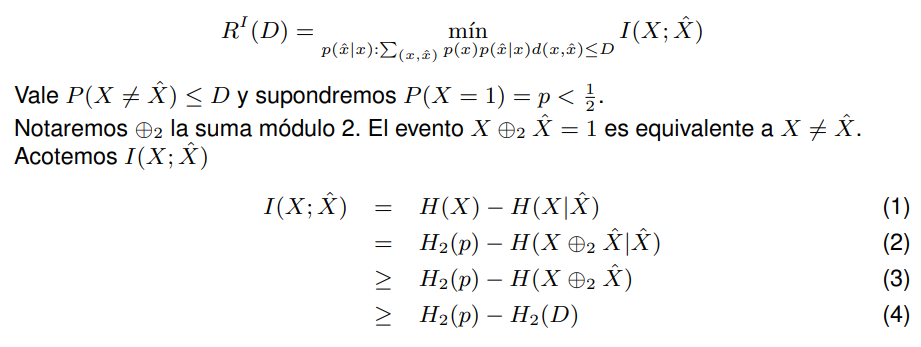 R^I(D) = mín_{p(x̂|x):∑_{(x,x̂)} p(x)p(x̂|x)d(x,x̂)≤D} I(X; X̂)
Vale P(X ≠ X̂) ≤ D y supondremos P(X = 1) = p < 1/2.
Notaremos ⊕₂ la suma módulo 2. El evento X ⊕₂ X̂ = 1 es equivalente a X ≠ X̂.
Acotemos I(X; X̂)
I(X; X̂) = H(X) − H(X|X̂) (1)
= H₂(p) − H(X ⊕₂ X̂|X̂) (2)
≥ H₂(p) − H(X ⊕₂ X̂) (3)
≥ H₂(p) − H₂(D) (4)